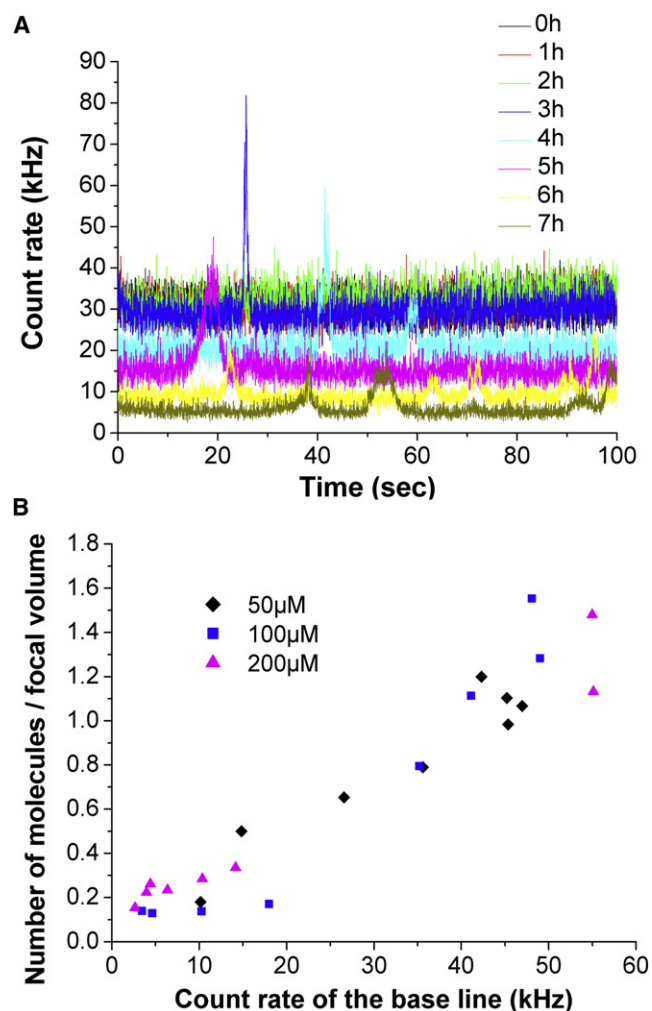 A
0h
1h
2h
3h
4h
5h
6h
7h
90
80
70
60
50
40
30
20
10
0
Count rate (kHz)
0 20 40 60 80 100
Time (sec)
B
50µM
100µM
200µM
1.8
1.6
1.4
1.2
1.0
0.8
0.6
0.4
0.2
0.0
Number of molecules / focal volume
0 10 20 30 40 50 60
Count rate of the base line (kHz)